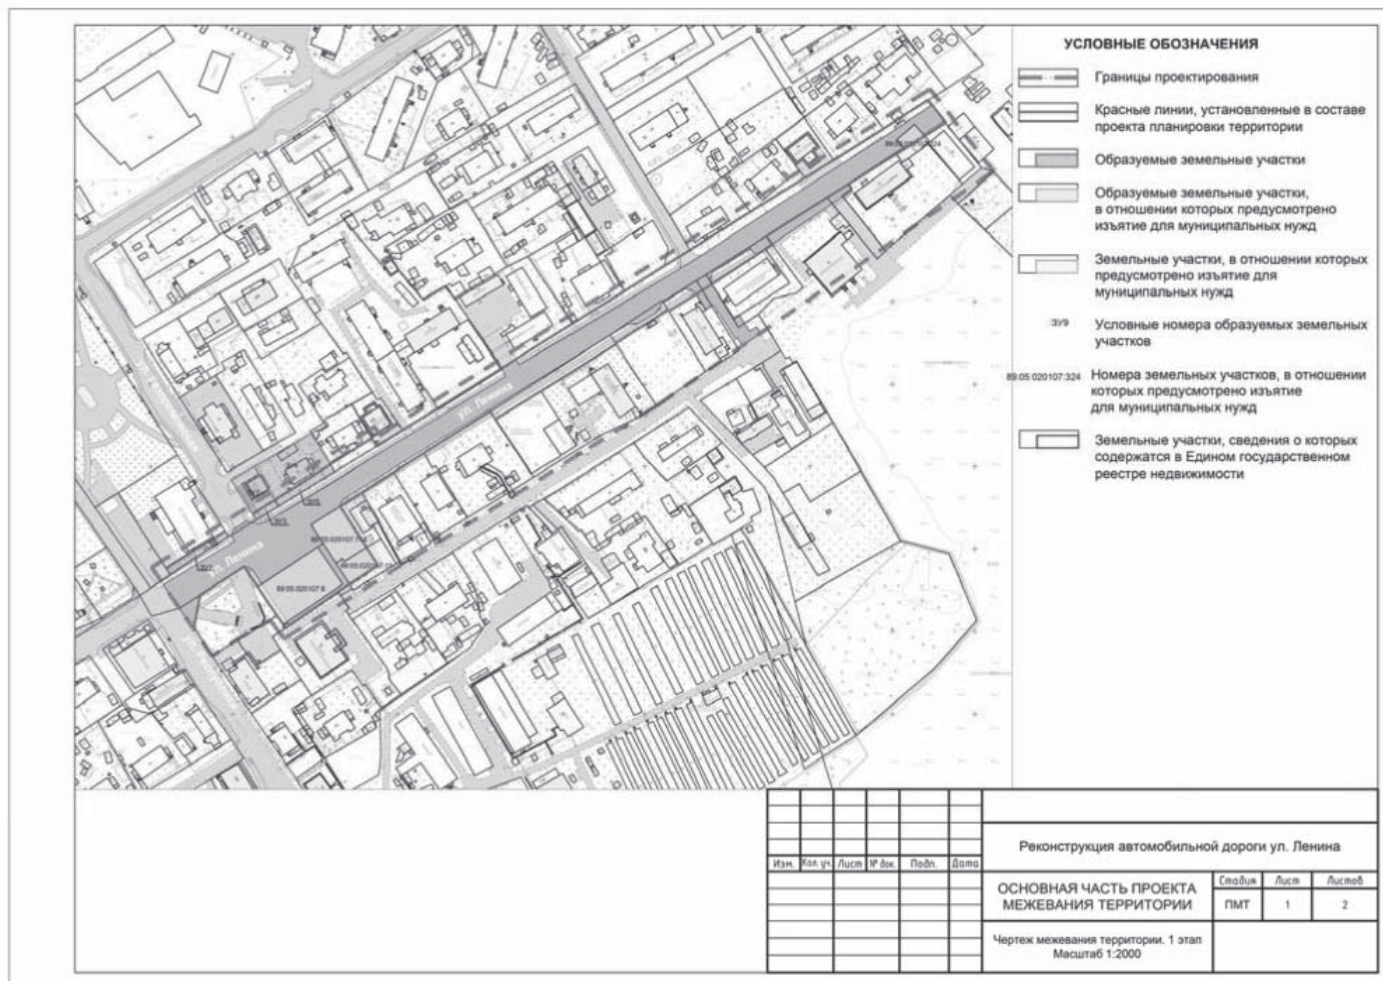 УСЛОВНЫЕ ОБОЗНАЧЕНИЯ
Границы проектирования
Красные линии, установленные в составе
проекта планировки территории
Образуемые земельные участки
Образуемые земельные участки,
в отношении которых предусмотрено
изъятие для муниципальных нужд
Земельные участки, в отношении которых
предусмотрено изъятие для
муниципальных нужд
:ЗУ9
Условные номера образуемых земельных
участков
89:05:020107:324
Номера земельных участков, в отношении
которых предусмотрено изъятие
для муниципальных нужд
Земельные участки, сведения о которых
содержатся в Едином государственном
реестре недвижимости
ул. Ленина
ул. Ленина
89:05:020107:8
Изм.
Кол. уч.
Лист
№ док.
Подп.
Дата
Реконструкция автомобильной дороги ул. Ленина
ОСНОВНАЯ ЧАСТЬ ПРОЕКТА
МЕЖЕВАНИЯ ТЕРРИТОРИИ
Стадия
Лист
Листов
ПМТ
1
2
Чертеж межевания территории. 1 этап
Масштаб 1:2000